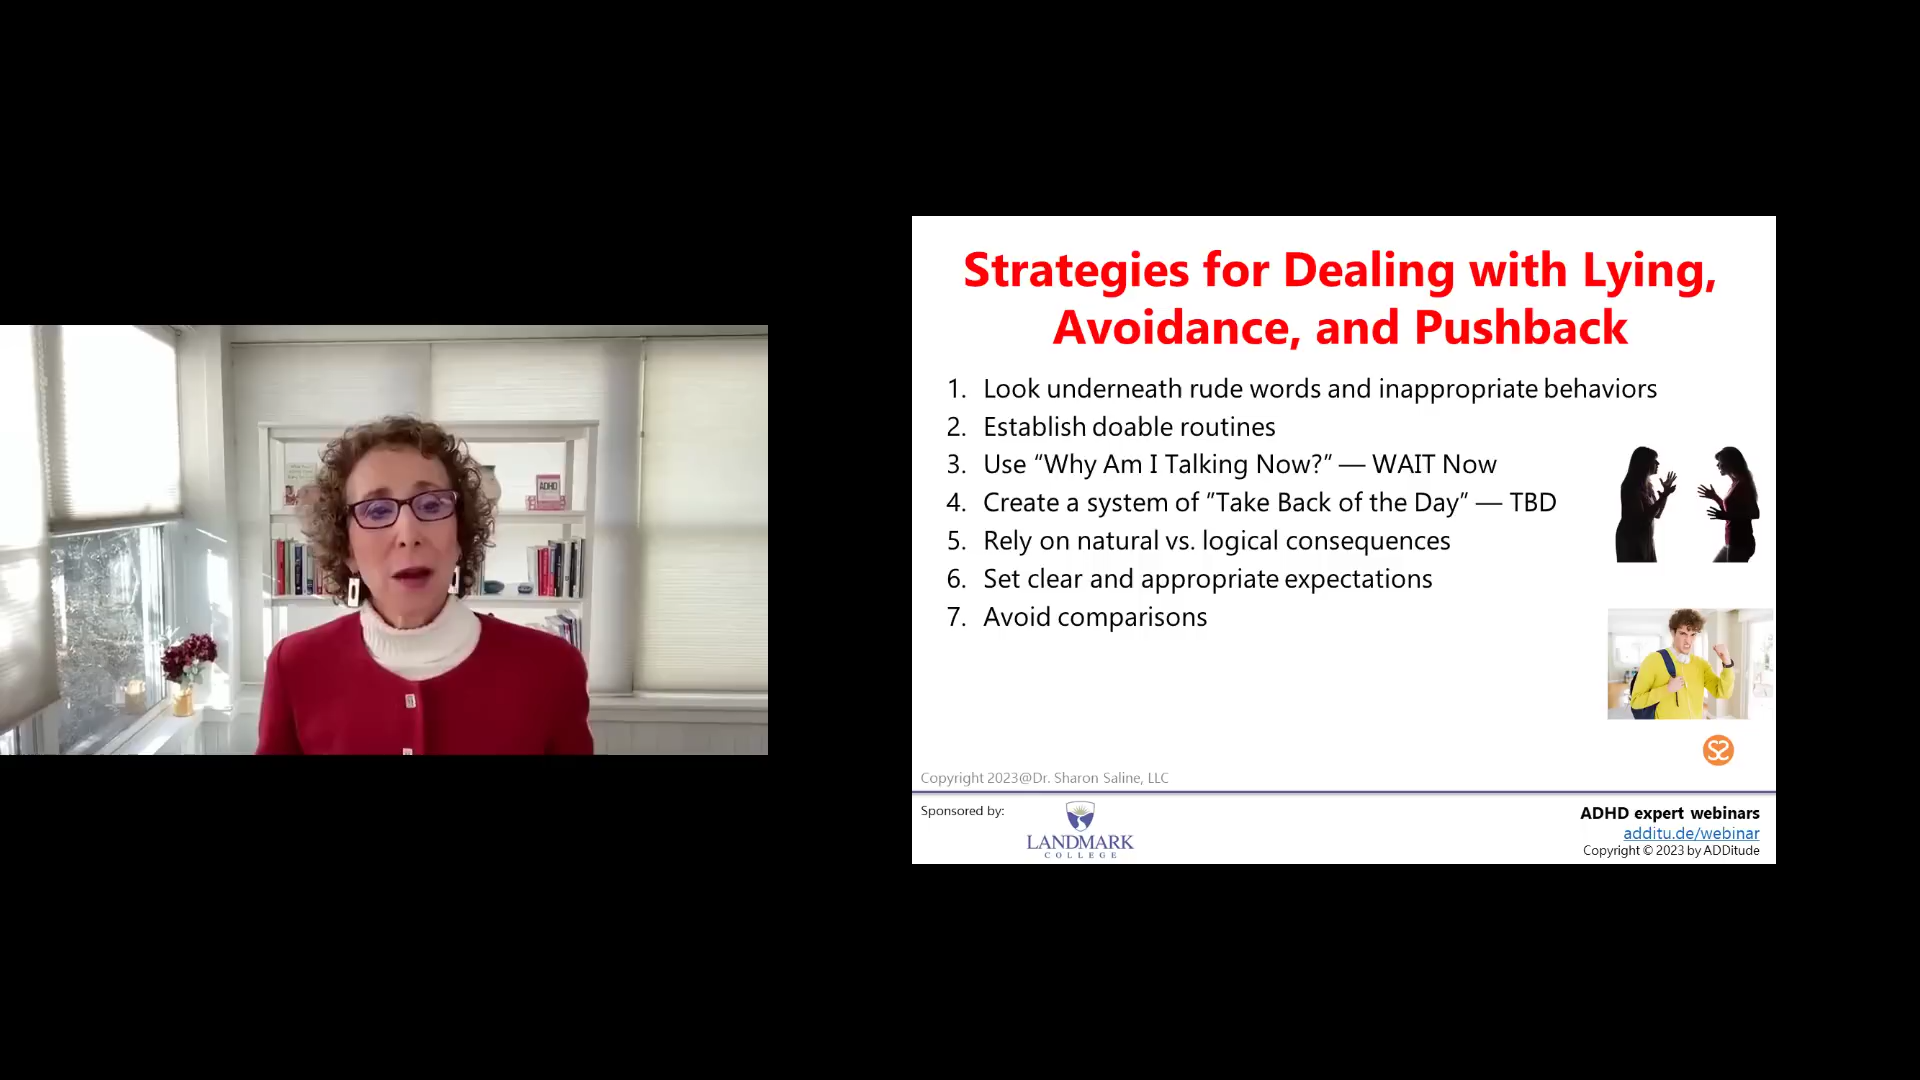 Strategies for Dealing with Lying,
Avoidance, and Pushback
1. Look underneath rude words and inappropriate behaviors
2. Establish doable routines
3. Use “Why Am I Talking Now?” — WAIT Now
4. Create a system of ”Take Back of the Day” — TBD
5. Rely on natural vs. logical consequences
6. Set clear and appropriate expectations
7. Avoid comparisons
Copyright 2023@Dr. Sharon Saline, LLC
Sponsored by:
LANDMARK
COLLEGE
ADHD expert webinars
additu.de/webinar
Copyright © 2023 by ADDitude
ADHD